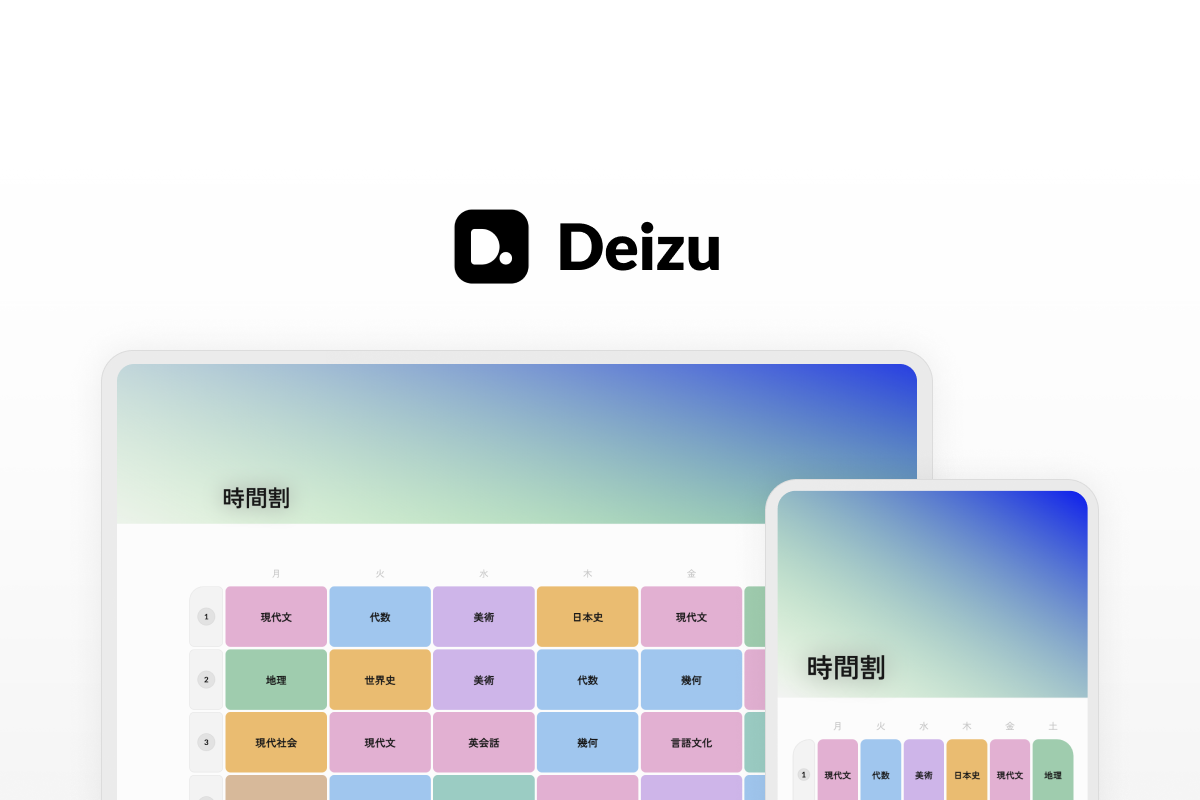 Deizu
時間割
月 火 水 木 金
1 現代文 代数 美術 日本史 現代文
2 地理 世界史 美術 代数 幾何
3 現代社会 現代文 英会話 幾何 言語文化
時間割
月 火 水 木 金 土
1 現代文 代数 美術 日本史 現代文 地理